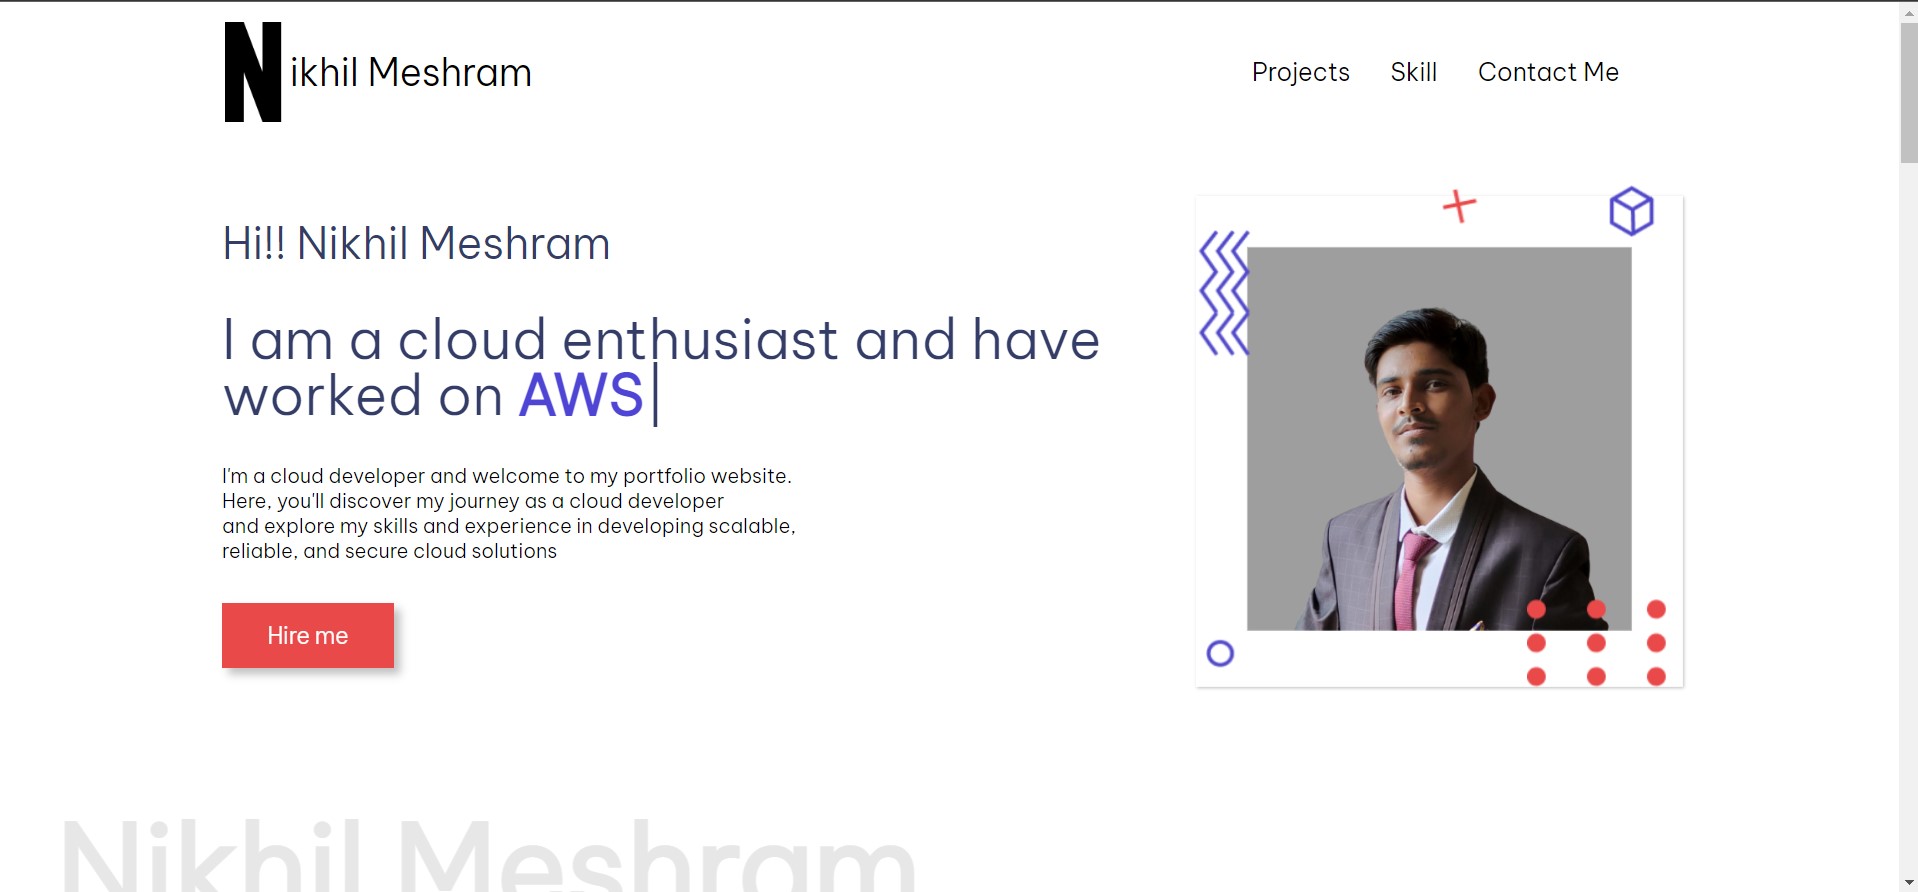 Nikhil Meshram
Projects Skill Contact Me
Hi!! Nikhil Meshram
I am a cloud enthusiast and have
worked on AWS|
I'm a cloud developer and welcome to my portfolio website.
Here, you'll discover my journey as a cloud developer
and explore my skills and experience in developing scalable,
reliable, and secure cloud solutions
Hire me
Nikhil Meshram